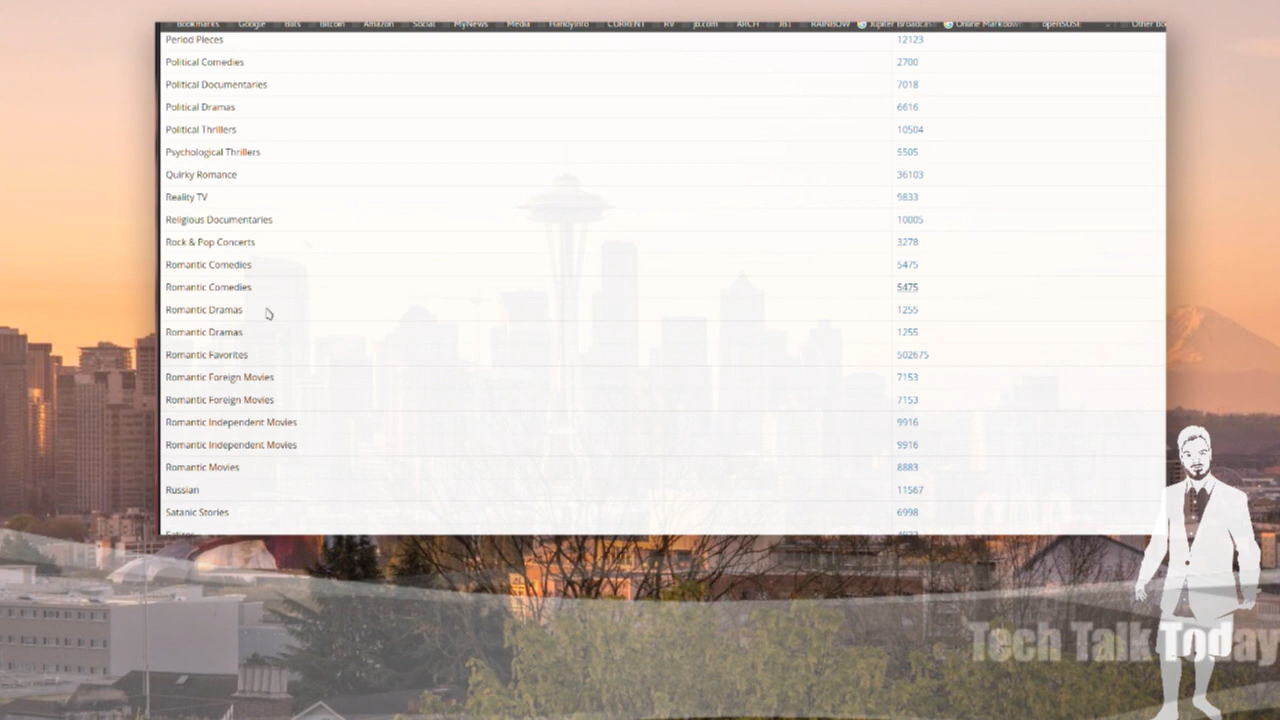 Bookmarks Google Bitcoin Amazon Social MyNews Media HandyInfo RV jb.com ARCH RAINBOW Jupiter Broadcast Online Markdown openSUSE
Period Pieces 12123
Political Comedies 2700
Political Documentaries 7018
Political Dramas 6616
Political Thrillers 10504
Psychological Thrillers 5505
Quirky Romance 36103
Reality TV 9833
Religious Documentaries 10005
Rock & Pop Concerts 3278
Romantic Comedies 5475
Romantic Comedies 5475
Romantic Dramas 1255
Romantic Dramas 1255
Romantic Favorites 502675
Romantic Foreign Movies 7153
Romantic Foreign Movies 7153
Romantic Independent Movies 9916
Romantic Independent Movies 9916
Romantic Movies 8883
Russian 11567
Satanic Stories 6998
Tech Talk Today